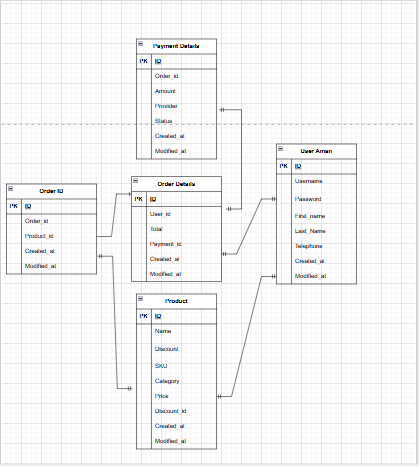 Payment Details
PK ID
Order_id
Amount
Provider
Status
Created_at
Modified_at
User Aman
PK ID
Username
Password
First_name
Last_Name
Telephone
Created_at
Modified_at
Order ID
PK ID
Order_id
Product_id
Created_at
Modified_at
Order Details
PK ID
User_id
Total
Payment_id
Created_at
Modified_at
Product
PK ID
Name
Discount
SKU
Category
Price
Discount_id
Created_at
Modified_at